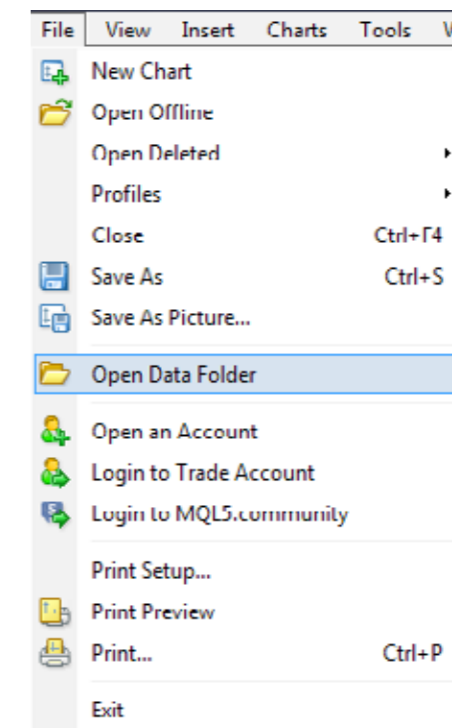 File View Insert Charts Tools
New Chart
Open Offline
Open Deleted
Profiles
Close Ctrl+F4
Save As Ctrl+S
Save As Picture...
Open Data Folder
Open an Account
Login to Trade Account
Login to MQL5.community
Print Setup...
Print Preview
Print... Ctrl+P
Exit